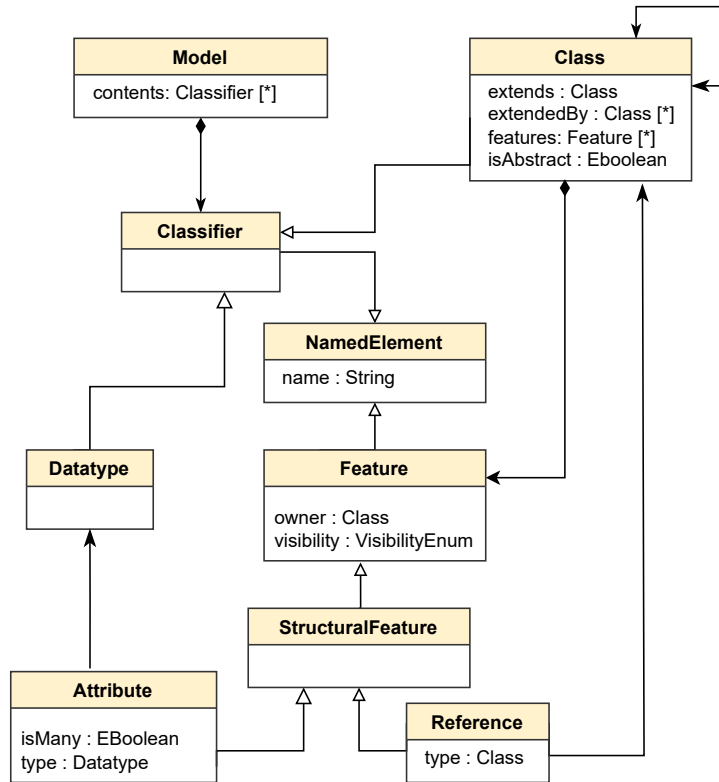 Model
contents: Classifier [*]
Class
extends : Class
extendedBy : Class [*]
features: Feature [*]
isAbstract : Eboolean
Classifier
NamedElement
name : String
Datatype
Feature
owner : Class
visibility : VisibilityEnum
StructuralFeature
Attribute
isMany : EBoolean
type : Datatype
Reference
type : Class